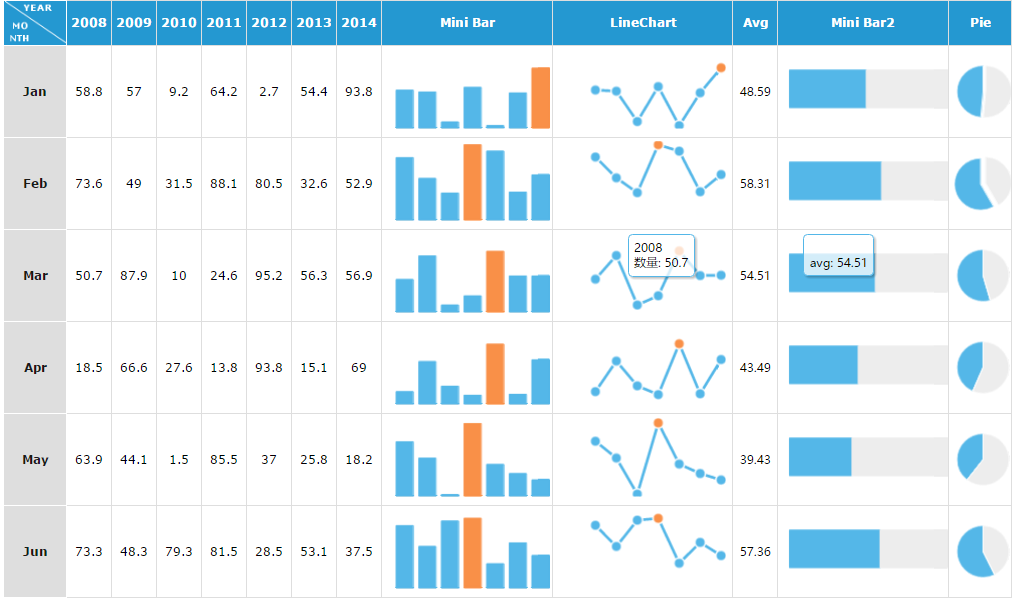 YEAR
MO
NTH
2008 2009 2010 2011 2012 2013 2014 Mini Bar LineChart Avg Mini Bar2 Pie
Jan 58.8 57 9.2 64.2 2.7 54.4 93.8 48.59
Feb 73.6 49 31.5 88.1 80.5 32.6 52.9 58.31
Mar 50.7 87.9 10 24.6 95.2 56.3 56.9 54.51
2008
数量: 50.7
avg: 54.51
Apr 18.5 66.6 27.6 13.8 93.8 15.1 69 43.49
May 63.9 44.1 1.5 85.5 37 25.8 18.2 39.43
Jun 73.3 48.3 79.3 81.5 28.5 53.1 37.5 57.36